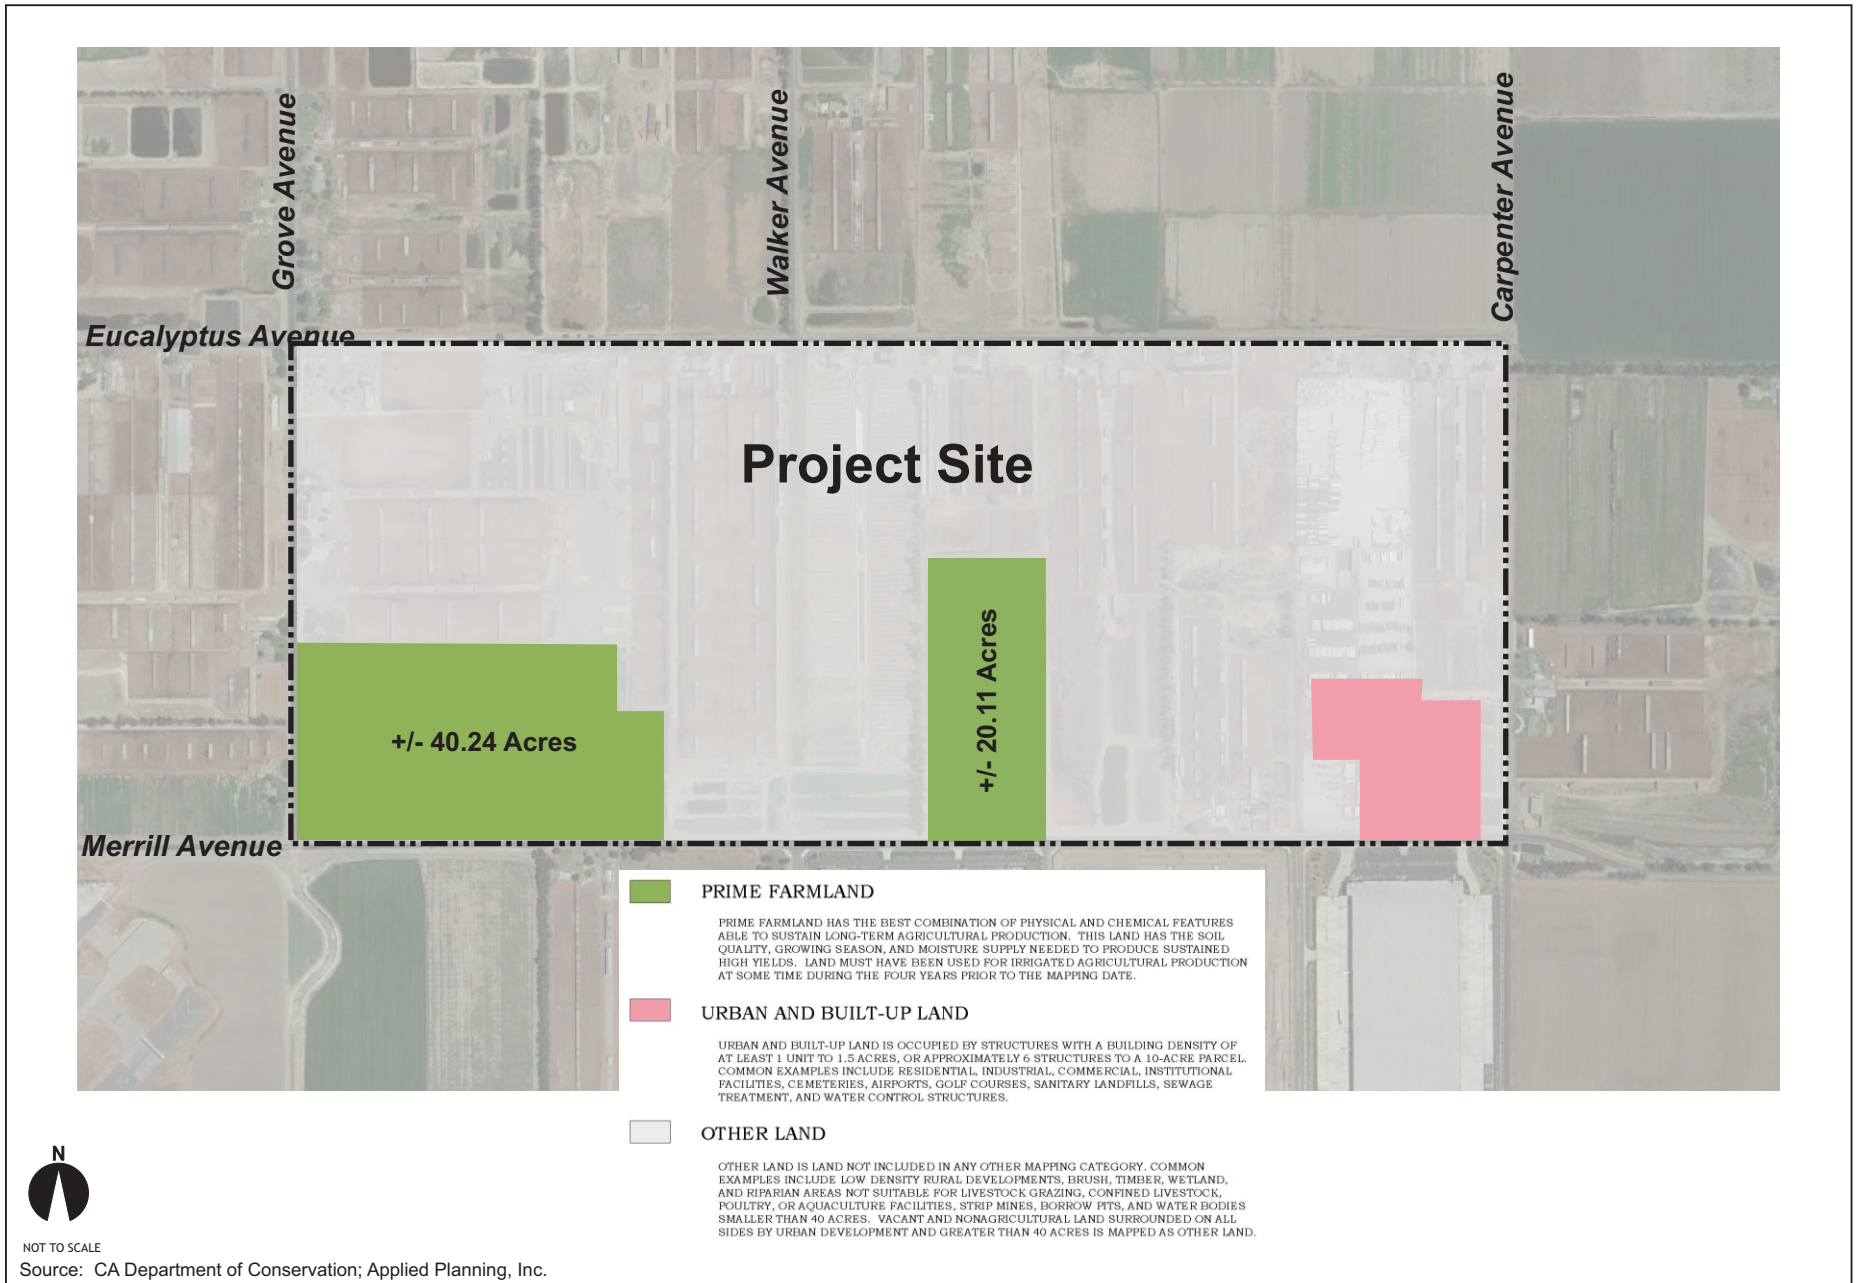 Grove Avenue
Walker Avenue
Carpenter Avenue
Eucalyptus Avenue
Project Site
+/- 40.24 Acres
+/- 20.11 Acres
Merrill Avenue
PRIME FARMLAND
PRIME FARMLAND HAS THE BEST COMBINATION OF PHYSICAL AND CHEMICAL FEATURES
ABLE TO SUSTAIN LONG-TERM AGRICULTURAL PRODUCTION. THIS LAND HAS THE SOIL
QUALITY, GROWING SEASON, AND MOISTURE SUPPLY NEEDED TO PRODUCE SUSTAINED
HIGH YIELDS. LAND MUST HAVE BEEN USED FOR IRRIGATED AGRICULTURAL PRODUCTION
AT SOME TIME DURING THE FOUR YEARS PRIOR TO THE MAPPING DATE.
URBAN AND BUILT-UP LAND
URBAN AND BUILT-UP LAND IS OCCUPIED BY STRUCTURES WITH A BUILDING DENSITY OF
AT LEAST 1 UNIT TO 1.5 ACRES, OR APPROXIMATELY 6 STRUCTURES TO A 10-ACRE PARCEL.
COMMON EXAMPLES INCLUDE RESIDENTIAL, INDUSTRIAL, COMMERCIAL, INSTITUTIONAL
FACILITIES, CEMETERIES, AIRPORTS, GOLF COURSES, SANITARY LANDFILLS, SEWAGE
TREATMENT, AND WATER CONTROL STRUCTURES.
OTHER LAND
OTHER LAND IS LAND NOT INCLUDED IN ANY OTHER MAPPING CATEGORY. COMMON
EXAMPLES INCLUDE LOW DENSITY RURAL DEVELOPMENTS, BRUSH, TIMBER, WETLAND,
AND RIPARIAN AREAS NOT SUITABLE FOR LIVESTOCK GRAZING, CONFINED LIVESTOCK,
POULTRY, OR AQUACULTURE FACILITIES, STRIP MINES, BORROW PITS, AND WATER BODIES
SMALLER THAN 40 ACRES. VACANT AND NONAGRICULTURAL LAND SURROUNDED ON ALL
SIDES BY URBAN DEVELOPMENT AND GREATER THAN 40 ACRES IS MAPPED AS OTHER LAND.
N
NOT TO SCALE
Source: CA Department of Conservation; Applied Planning, Inc.